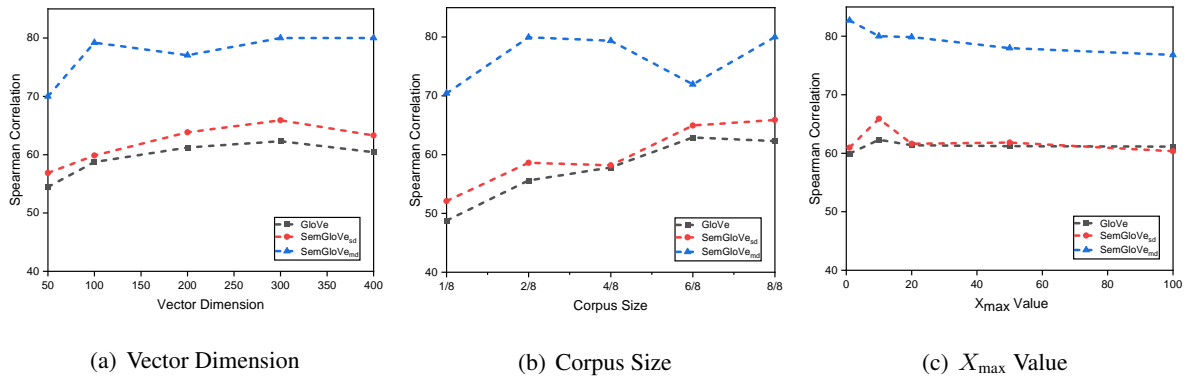 Spearman Correlation
80
70
60
50
40
50 100 150 200 250 300 350 400
Vector Dimension
GloVe
SemGloVe_sd
SemGloVe_md
(a) Vector Dimension
Spearman Correlation
80
70
60
50
40
1/8 2/8 4/8 6/8 8/8
Corpus Size
GloVe
SemGloVe_sd
SemGloVe_md
(b) Corpus Size
Spearman Correlation
80
70
60
50
40
0 20 40 60 80 100
X_max Value
GloVe
SemGloVe_sd
SemGloVe_md
(c) X_max Value